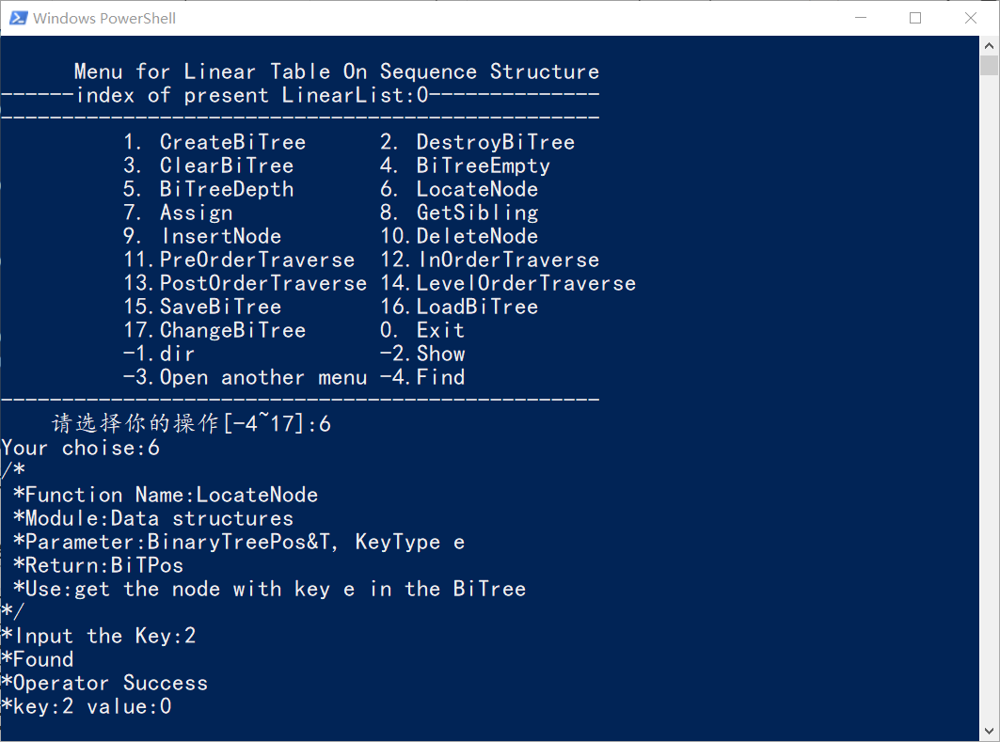 Windows PowerShell
Menu for Linear Table On Sequence Structure
------index of present LinearList:0--------------
-------------------------------------------------
1. CreateBiTree 2. DestroyBiTree
3. ClearBiTree 4. BiTreeEmpty
5. BiTreeDepth 6. LocateNode
7. Assign 8. GetSibling
9. InsertNode 10.DeleteNode
11.PreOrderTraverse 12.InOrderTraverse
13.PostOrderTraverse 14.LevelOrderTraverse
15.SaveBiTree 16.LoadBiTree
17.ChangeBiTree 0. Exit
-1.dir -2.Show
-3.Open another menu -4.Find
-------------------------------------------------
请选择你的操作[-4~17]:6
Your choise:6
/*
*Function Name:LocateNode
*Module:Data structures
*Parameter:BinaryTreePos&T, KeyType e
*Return:BiTPos
*Use:get the node with key e in the BiTree
*/
*Input the Key:2
*Found
*Operator Success
*key:2 value:0